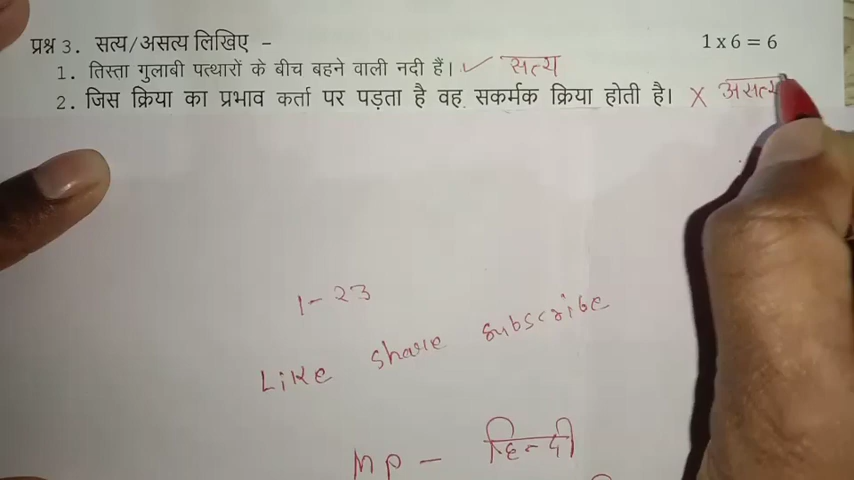 प्रश्न 3. सत्य/असत्य लिखिए - 1 x 6 = 6
1. तिस्ता गुलाबी पत्थारों के बीच बहने वाली नदी हैं। ✓ सत्य
2. जिस क्रिया का प्रभाव कर्ता पर पड़ता है वह सकर्मक क्रिया होती है। X असत्य
1-23
Like share subscribe
MP - हिन्दी